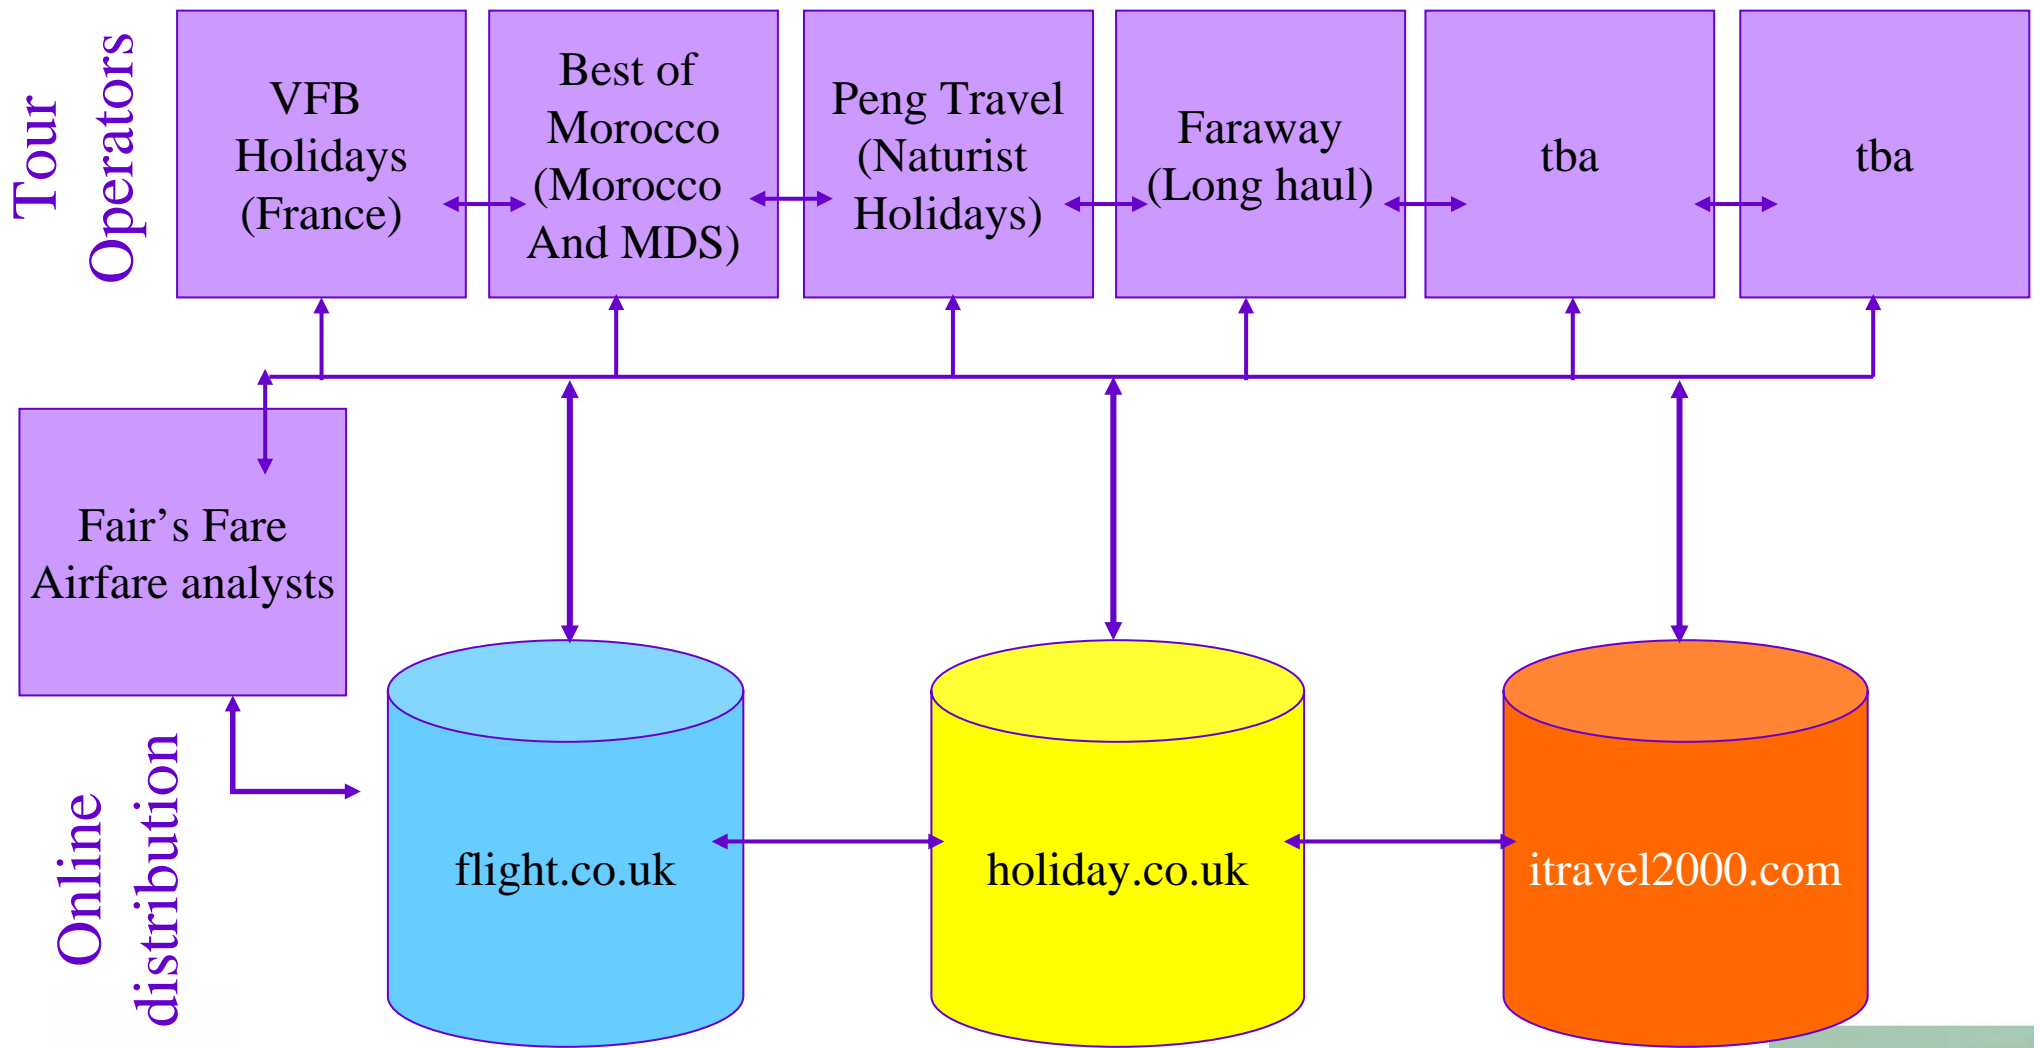 Tour
Operators
VFB
Holidays
(France)
Best of
Morocco
(Morocco
And MDS)
Peng Travel
(Naturist
Holidays)
Faraway
(Long haul)
tba
tba
Fair’s Fare
Airfare analysts
Online
distribution
flight.co.uk
holiday.co.uk
itravel2000.com